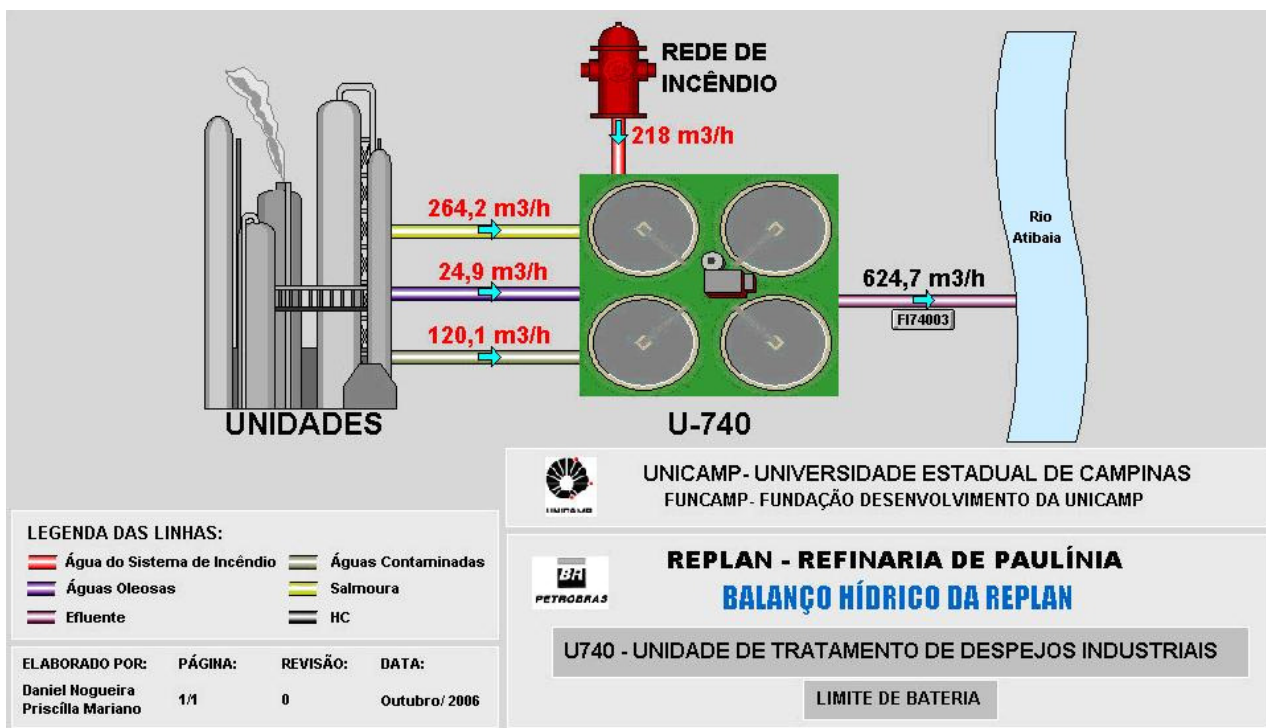 REDE DE
INCÊNDIO
218 m3/h
264,2 m3/h
24,9 m3/h
120,1 m3/h
624,7 m3/h
FI74003
Rio
Atibaia
UNIDADES
U-740
UNICAMP
UNICAMP- UNIVERSIDADE ESTADUAL DE CAMPINAS
FUNCAMP- FUNDAÇÃO DESENVOLVIMENTO DA UNICAMP
LEGENDA DAS LINHAS:
Água do Sistema de Incêndio
Águas Contaminadas
Águas Oleosas
Salmoura
Efluente
HC
BR
PETROBRAS
REPLAN - REFINARIA DE PAULÍNIA
BALANÇO HÍDRICO DA REPLAN
U740 - UNIDADE DE TRATAMENTO DE DESPEJOS INDUSTRIAIS
LIMITE DE BATERIA
ELABORADO POR: PÁGINA: REVISÃO: DATA:
Daniel Nogueira
Priscílla Mariano
1/1 0 Outubro/ 2006